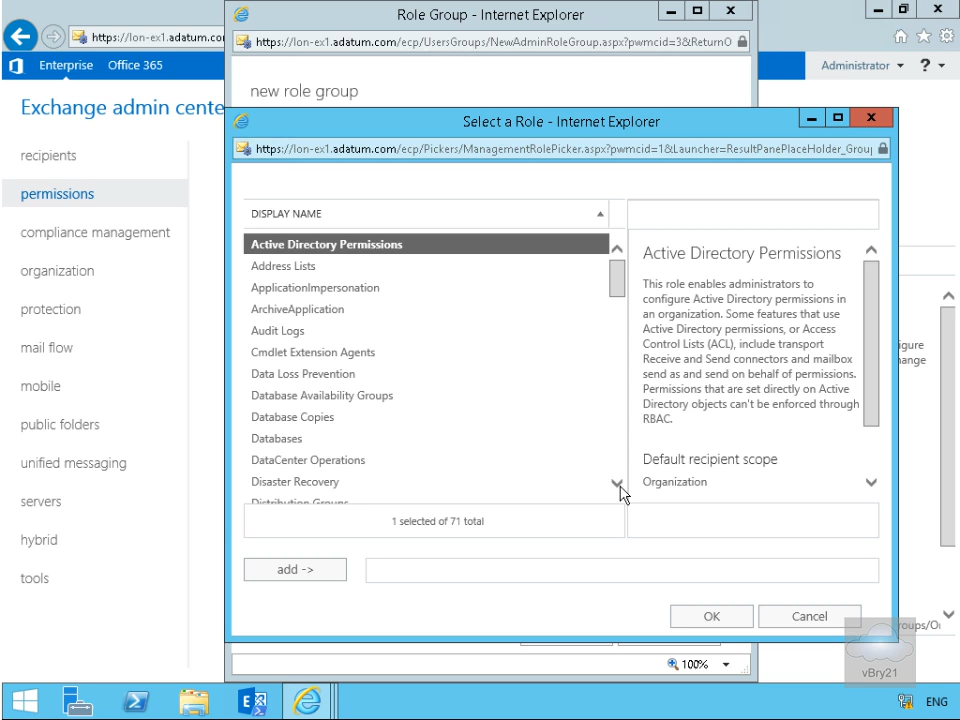 Role Group - Internet Explorer
https://lon-ex1.adatum.co
https://lon-ex1.adatum.com/ecp/UsersGroups/NewAdminRoleGroup.aspx?pwmcid=3&ReturnO
Enterprise
Office 365
Administrator
?
new role group
Exchange admin cente
Select a Role - Internet Explorer
https://lon-ex1.adatum.com/ecp/Pickers/ManagementRolePicker.aspx?pwmcid=1&Launcher=ResultPanePlaceHolder_Grou
recipients
permissions
compliance management
organization
protection
mail flow
mobile
public folders
unified messaging
servers
hybrid
tools
DISPLAY NAME
Active Directory Permissions
Address Lists
ApplicationImpersonation
ArchiveApplication
Audit Logs
Cmdlet Extension Agents
Data Loss Prevention
Database Availability Groups
Database Copies
Databases
DataCenter Operations
Disaster Recovery
Distribution Groups
1 selected of 71 total
Active Directory Permissions
This role enables administrators to
configure Active Directory permissions in
an organization. Some features that use
Active Directory permissions, or Access
Control Lists (ACL), include transport
Receive and Send connectors and mailbox
send as and send on behalf of permissions.
Permissions that are set directly on Active
Directory objects can't be enforced through
RBAC.
Default recipient scope
Organization
igure
hange
add ->
OK
Cancel
roups/O
100%
vBry21
ENG